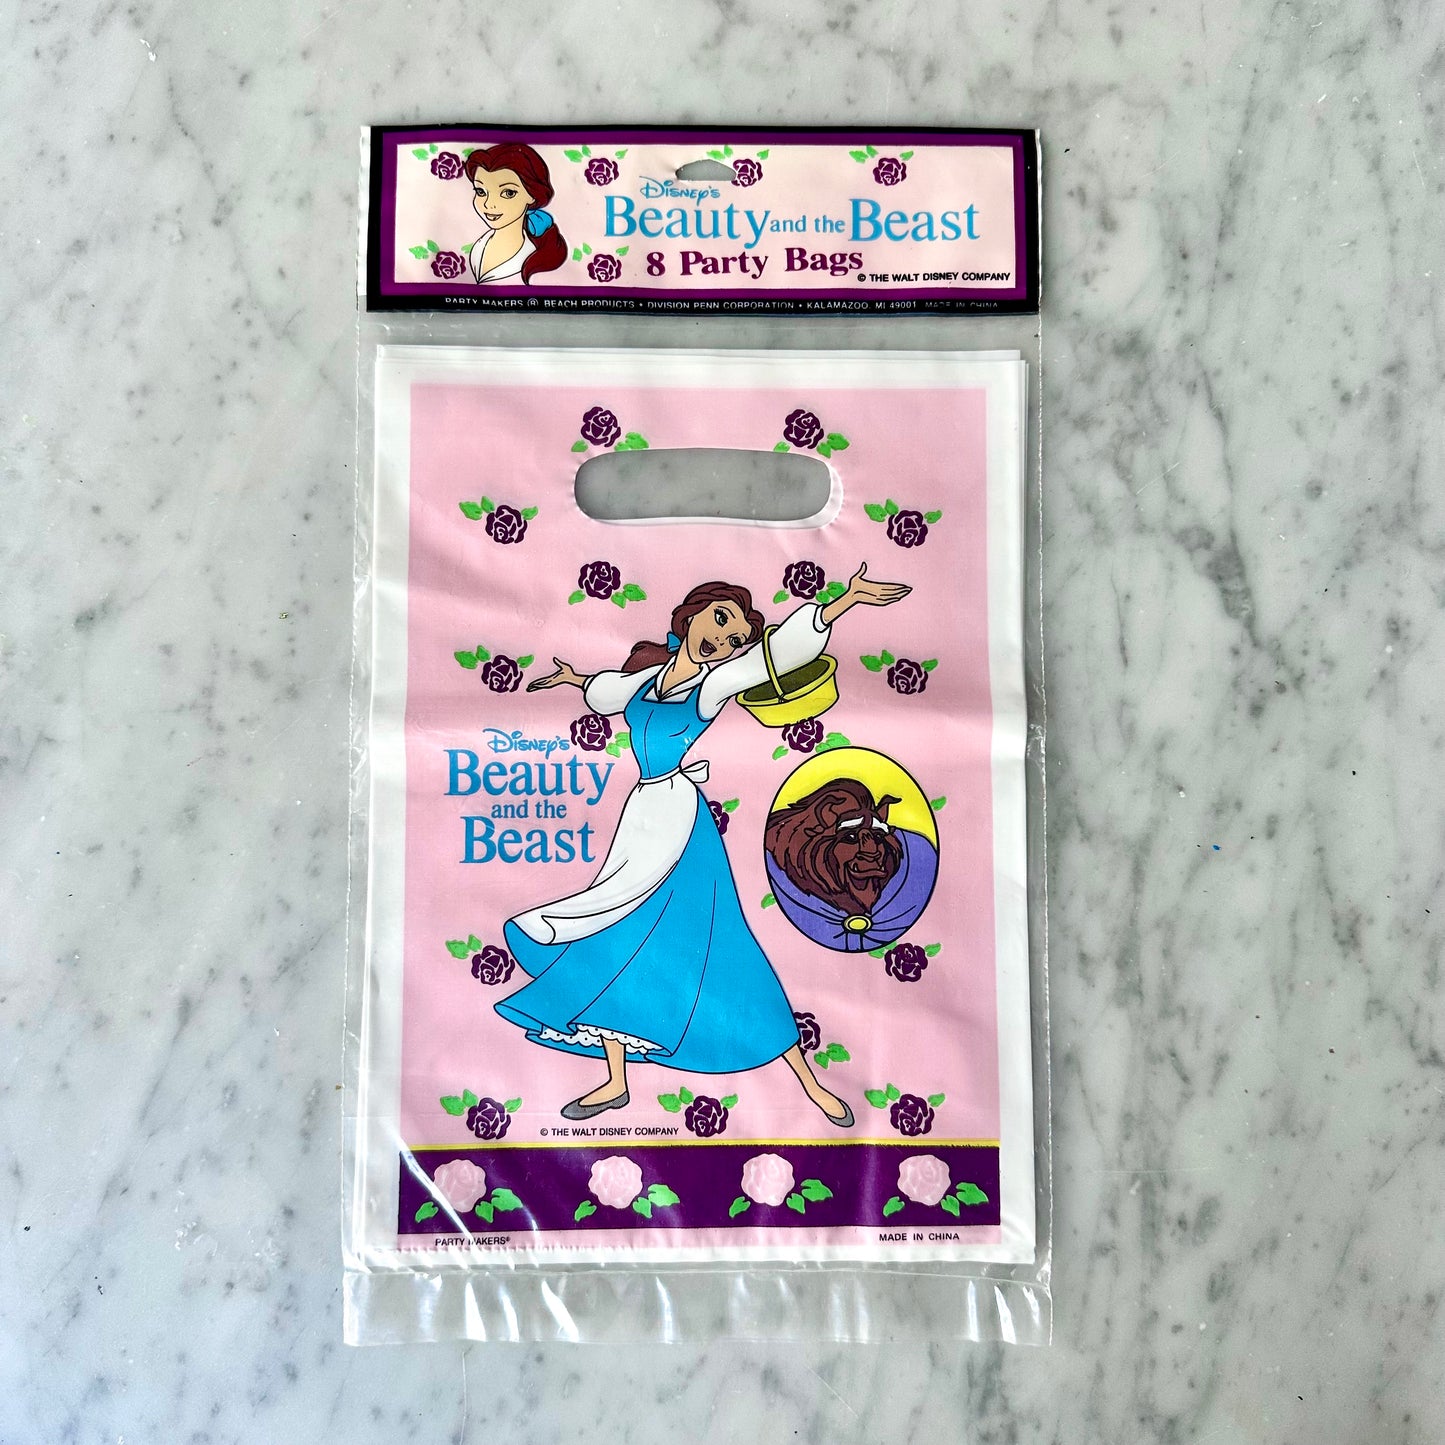 Disney's
Beauty and the Beast
8 Party Bags
© THE WALT DISNEY COMPANY
PARTY MAKERS ® BEACH PRODUCTS • DIVISION PENN CORPORATION • KALAMAZOO, MI 49001 MADE IN CHINA
Disney's
Beauty
and the
Beast
© THE WALT DISNEY COMPANY
PARTY MAKERS®
MADE IN CHINA